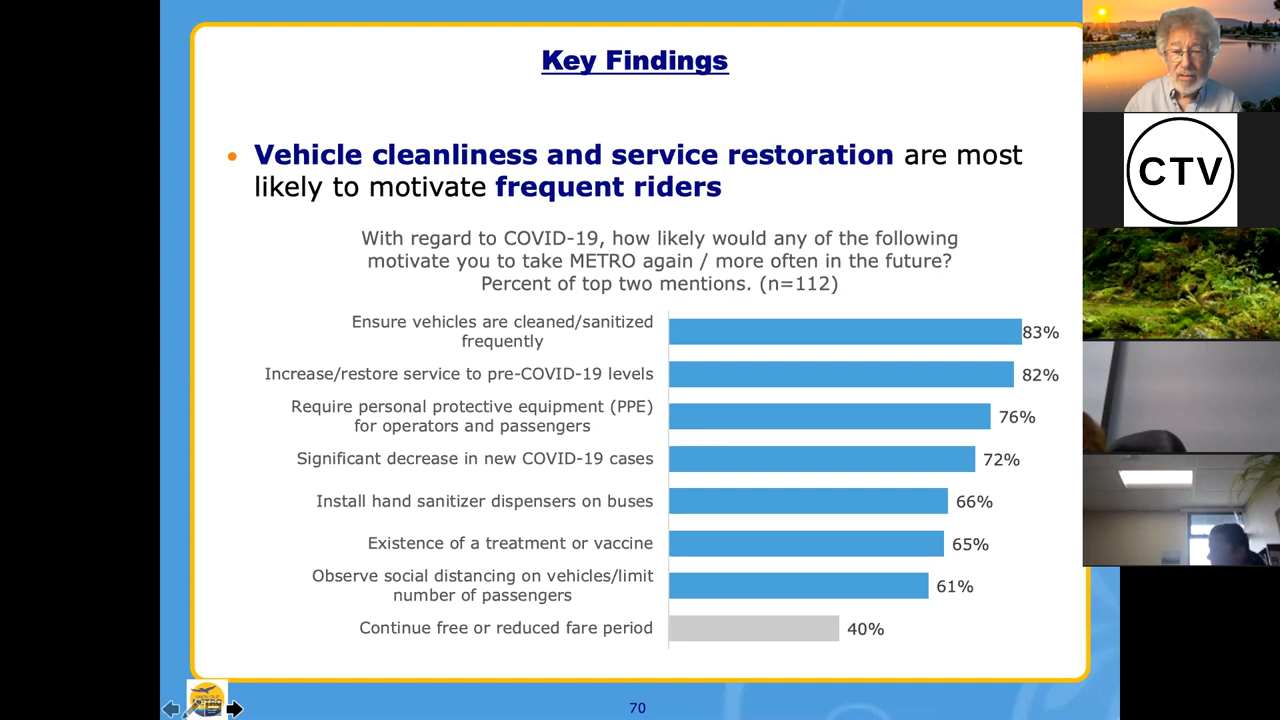 Key Findings
• Vehicle cleanliness and service restoration are most
likely to motivate frequent riders
With regard to COVID-19, how likely would any of the following
motivate you to take METRO again / more often in the future?
Percent of top two mentions. (n=112)
Ensure vehicles are cleaned/sanitized
frequently
83%
Increase/restore service to pre-COVID-19 levels
82%
Require personal protective equipment (PPE)
for operators and passengers
76%
Significant decrease in new COVID-19 cases
72%
Install hand sanitizer dispensers on buses
66%
Existence of a treatment or vaccine
65%
Observe social distancing on vehicles/limit
number of passengers
61%
Continue free or reduced fare period
40%
70
CTV